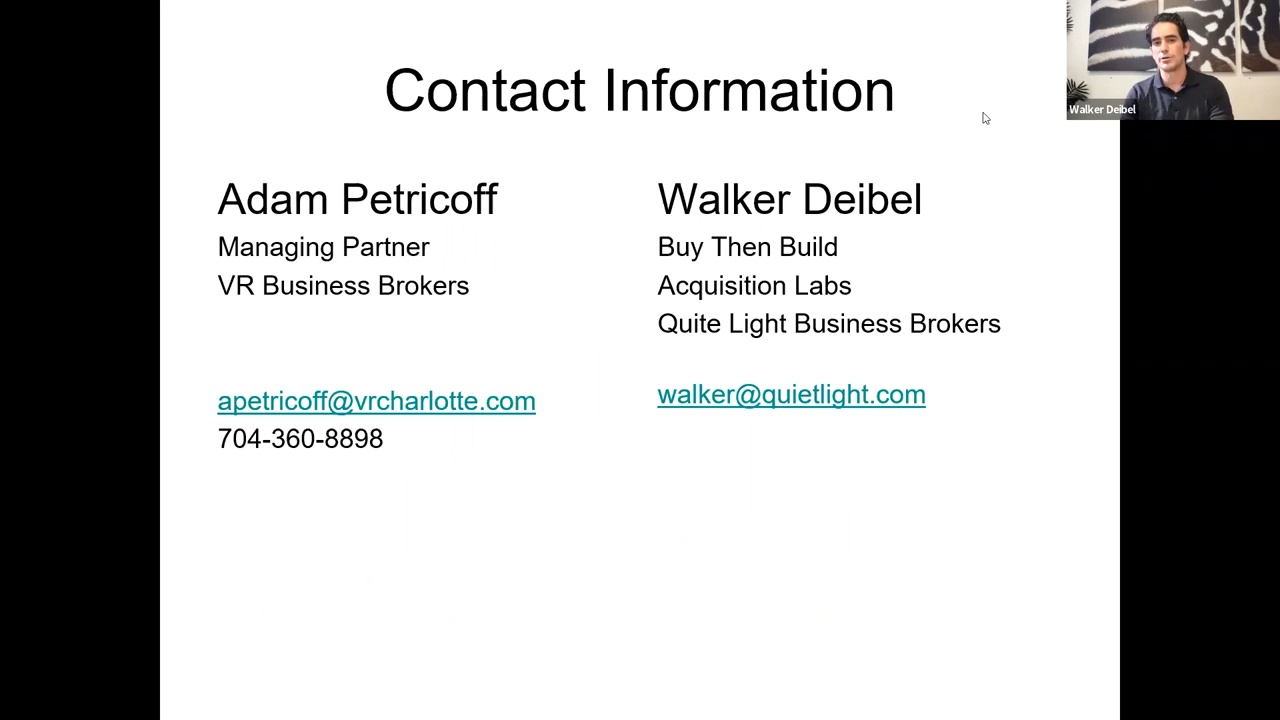 Contact Information
Walker Deibel
Adam Petricoff
Managing Partner
VR Business Brokers
apetricoff@vrcharlotte.com
704-360-8898
Walker Deibel
Buy Then Build
Acquisition Labs
Quite Light Business Brokers
walker@quietlight.com